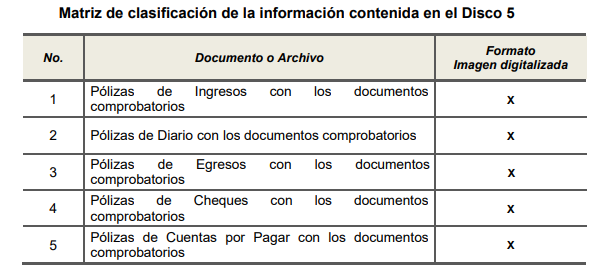 Matriz de clasificación de la información contenida en el Disco 5
No. Documento o Archivo Formato
Imagen digitalizada
1 Pólizas de Ingresos con los documentos
comprobatorios x
2 Pólizas de Diario con los documentos comprobatorios x
3 Pólizas de Egresos con los documentos
comprobatorios x
4 Pólizas de Cheques con los documentos
comprobatorios x
5 Pólizas de Cuentas por Pagar con los documentos
comprobatorios x